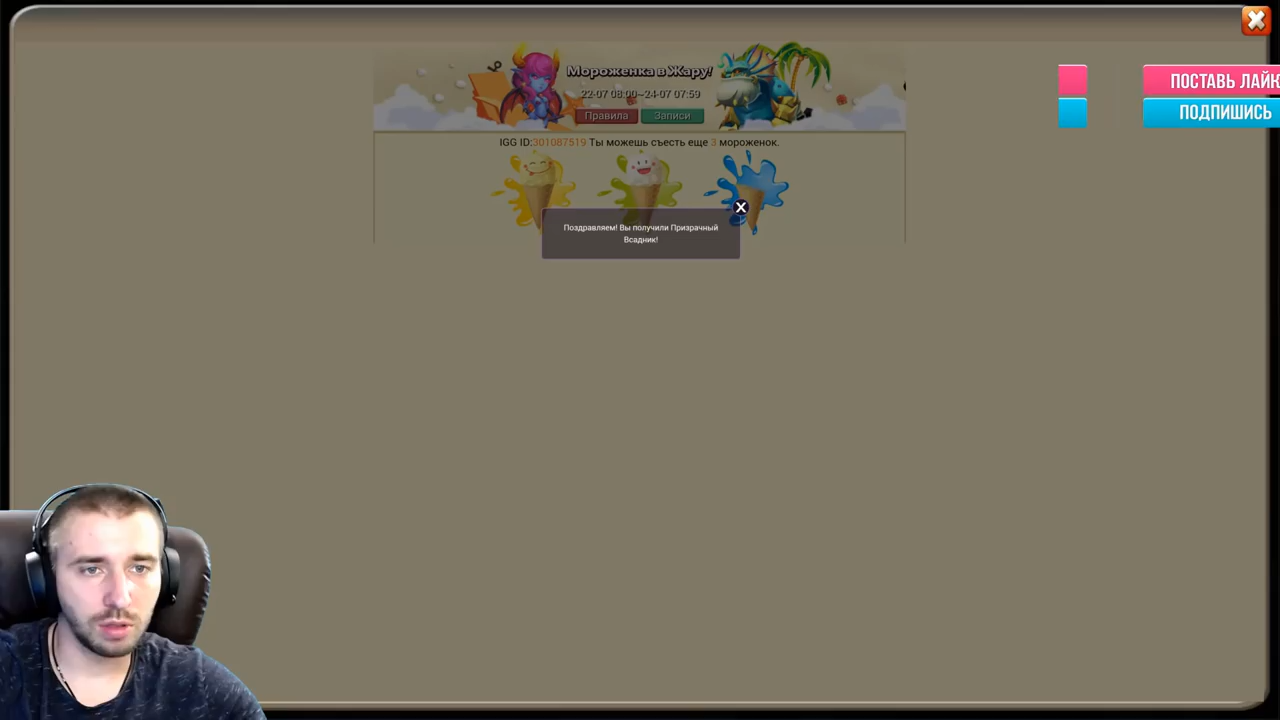 Мороженка в Жару!
22-07 08:00~24-07 07:59
Правила Записи
ПОСТАВЬ ЛАЙК
ПОДПИШИСЬ
IGG ID:301087519 Ты можешь съесть еще 3 мороженок.
Поздравляем! Вы получили Призрачный
Всадник!